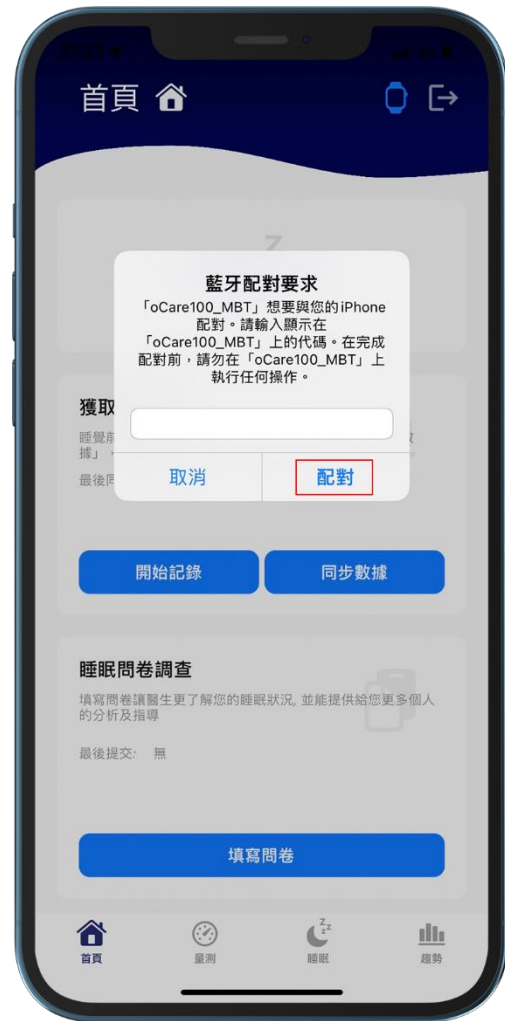 首頁
藍牙配對要求
「oCare100_MBT」想要與您的iPhone
配對。請輸入顯示在
「oCare100_MBT」上的代碼。在完成
配對前，請勿在「oCare100_MBT」上
執行任何操作。
獲取
睡覺前
據」，
最後同
取消
配對
開始記錄
同步數據
睡眠問卷調查
填寫問卷讓醫生更了解您的睡眠狀況, 並能提供給您更多個人
的分析及指導
最後提交: 無
填寫問卷
首頁
量測
睡眠
趨勢